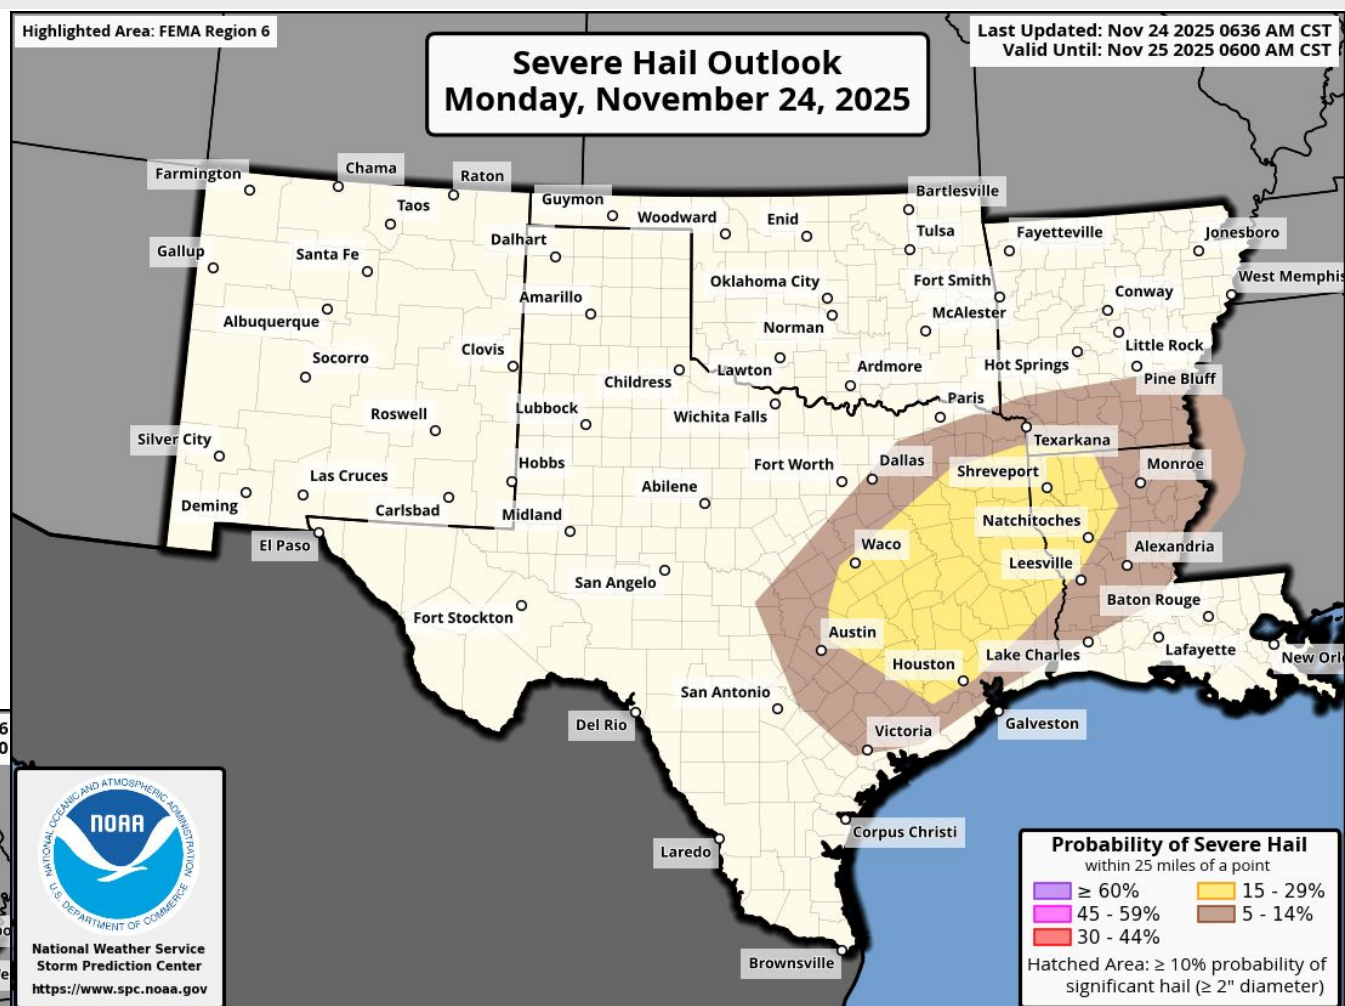 Highlighted Area: FEMA Region 6
Last Updated: Nov 24 2025 0636 AM CST
Valid Until: Nov 25 2025 0600 AM CST
Severe Hail Outlook
Monday, November 24, 2025
Farmington
Chama
Raton
Guymon
Bartlesville
Taos
Woodward
Enid
Tulsa
Fayetteville
Jonesboro
Gallup
Santa Fe
Dalhart
Oklahoma City
Fort Smith
West Memphis
Albuquerque
Amarillo
Norman
McAlester
Conway
Socorro
Clovis
Childress
Lawton
Ardmore
Hot Springs
Little Rock
Pine Bluff
Roswell
Lubbock
Wichita Falls
Paris
Silver City
Texarkana
Las Cruces
Hobbs
Fort Worth
Dallas
Shreveport
Monroe
Deming
Carlsbad
Midland
Abilene
Natchitoches
El Paso
Waco
Alexandria
San Angelo
Leesville
Fort Stockton
Baton Rouge
Austin
Lake Charles
Lafayette
New Orl
Houston
San Antonio
Del Rio
Victoria
Galveston
Corpus Christi
Laredo
Brownsville
6
0
NATIONAL OCEANIC AND ATMOSPHERIC ADMINISTRATION
NOAA
U.S. DEPARTMENT OF COMMERCE
National Weather Service
Storm Prediction Center
https://www.spc.noaa.gov
Probability of Severe Hail
within 25 miles of a point
≥ 60%
15 - 29%
45 - 59%
5 - 14%
30 - 44%
Hatched Area: ≥ 10% probability of
significant hail (≥ 2" diameter)